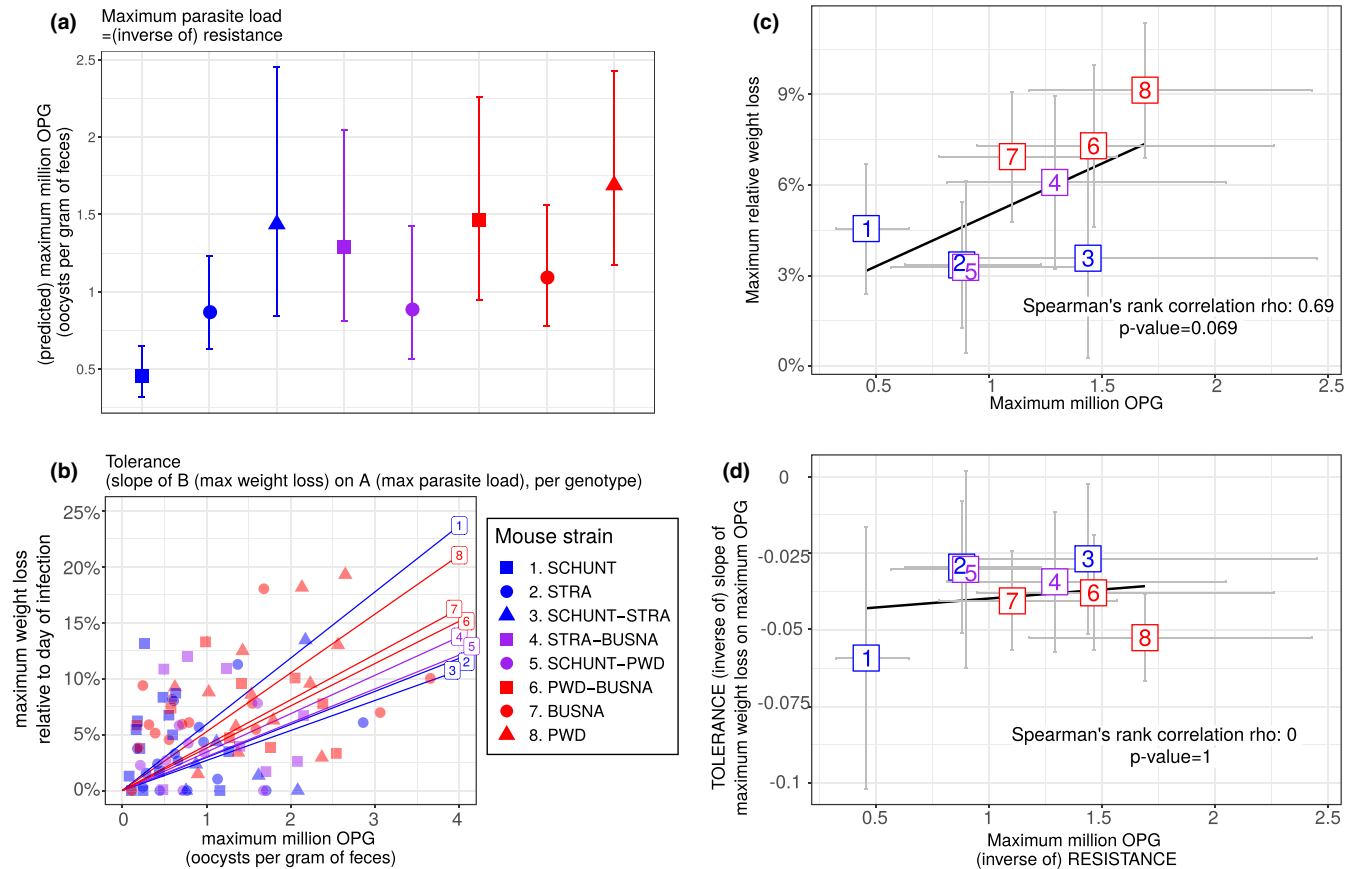 (a)
Maximum parasite load
=(inverse of) resistance
(predicted) maximum million OPG
(oocysts per gram of feces)
2.5
2
1.5
1
0.5
(b)
Tolerance
(slope of B (max weight loss) on A (max parasite load), per genotype)
maximum weight loss
relative to day of infection
25%
20%
15%
10%
5%
0%
1
8
7
6
4
5
2
3
0
1
2
3
4
maximum million OPG
(oocysts per gram of feces)
Mouse strain
1. SCHUNT
2. STRA
3. SCHUNT−STRA
4. STRA−BUSNA
5. SCHUNT−PWD
6. PWD−BUSNA
7. BUSNA
8. PWD
(c)
Maximum relative weight loss
9%
6%
3%
0%
8
7
6
4
1
2
5
3
Spearman's rank correlation rho: 0.69
p-value=0.069
0.5
1
1.5
2
2.5
Maximum million OPG
(d)
TOLERANCE (inverse of) slope of
maximum weight loss on maximum OPG
0
-0.025
-0.05
-0.075
-0.1
2
5
3
4
7
6
8
1
Spearman's rank correlation rho: 0
p-value=1
0.5
1
1.5
2
2.5
Maximum million OPG
(inverse of) RESISTANCE